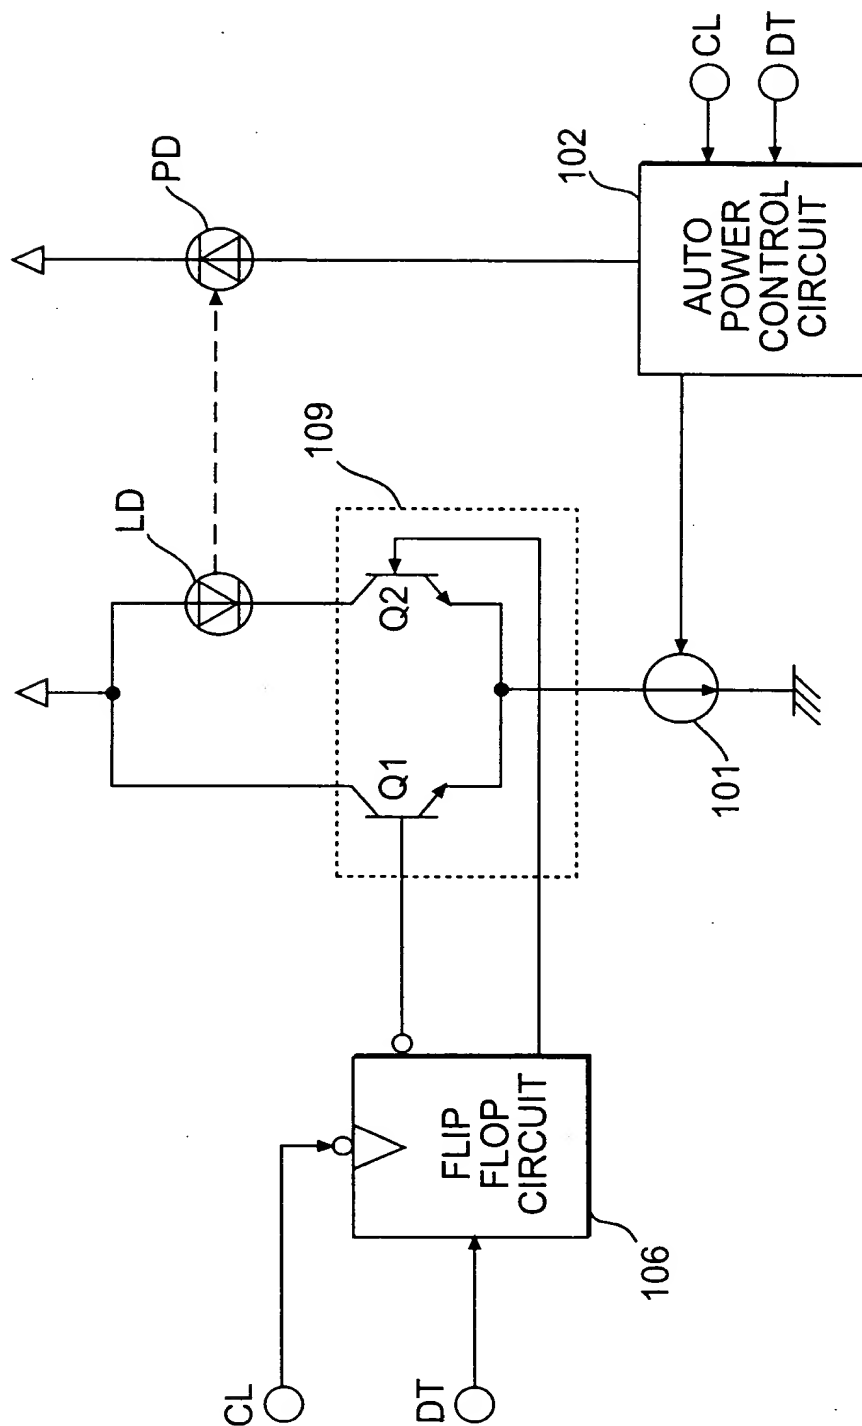 CL
DT
FLIP
FLOP
CIRCUIT
106
Q1
Q2
109
LD
PD
101
102
AUTO
POWER
CONTROL
CIRCUIT
CL
DT